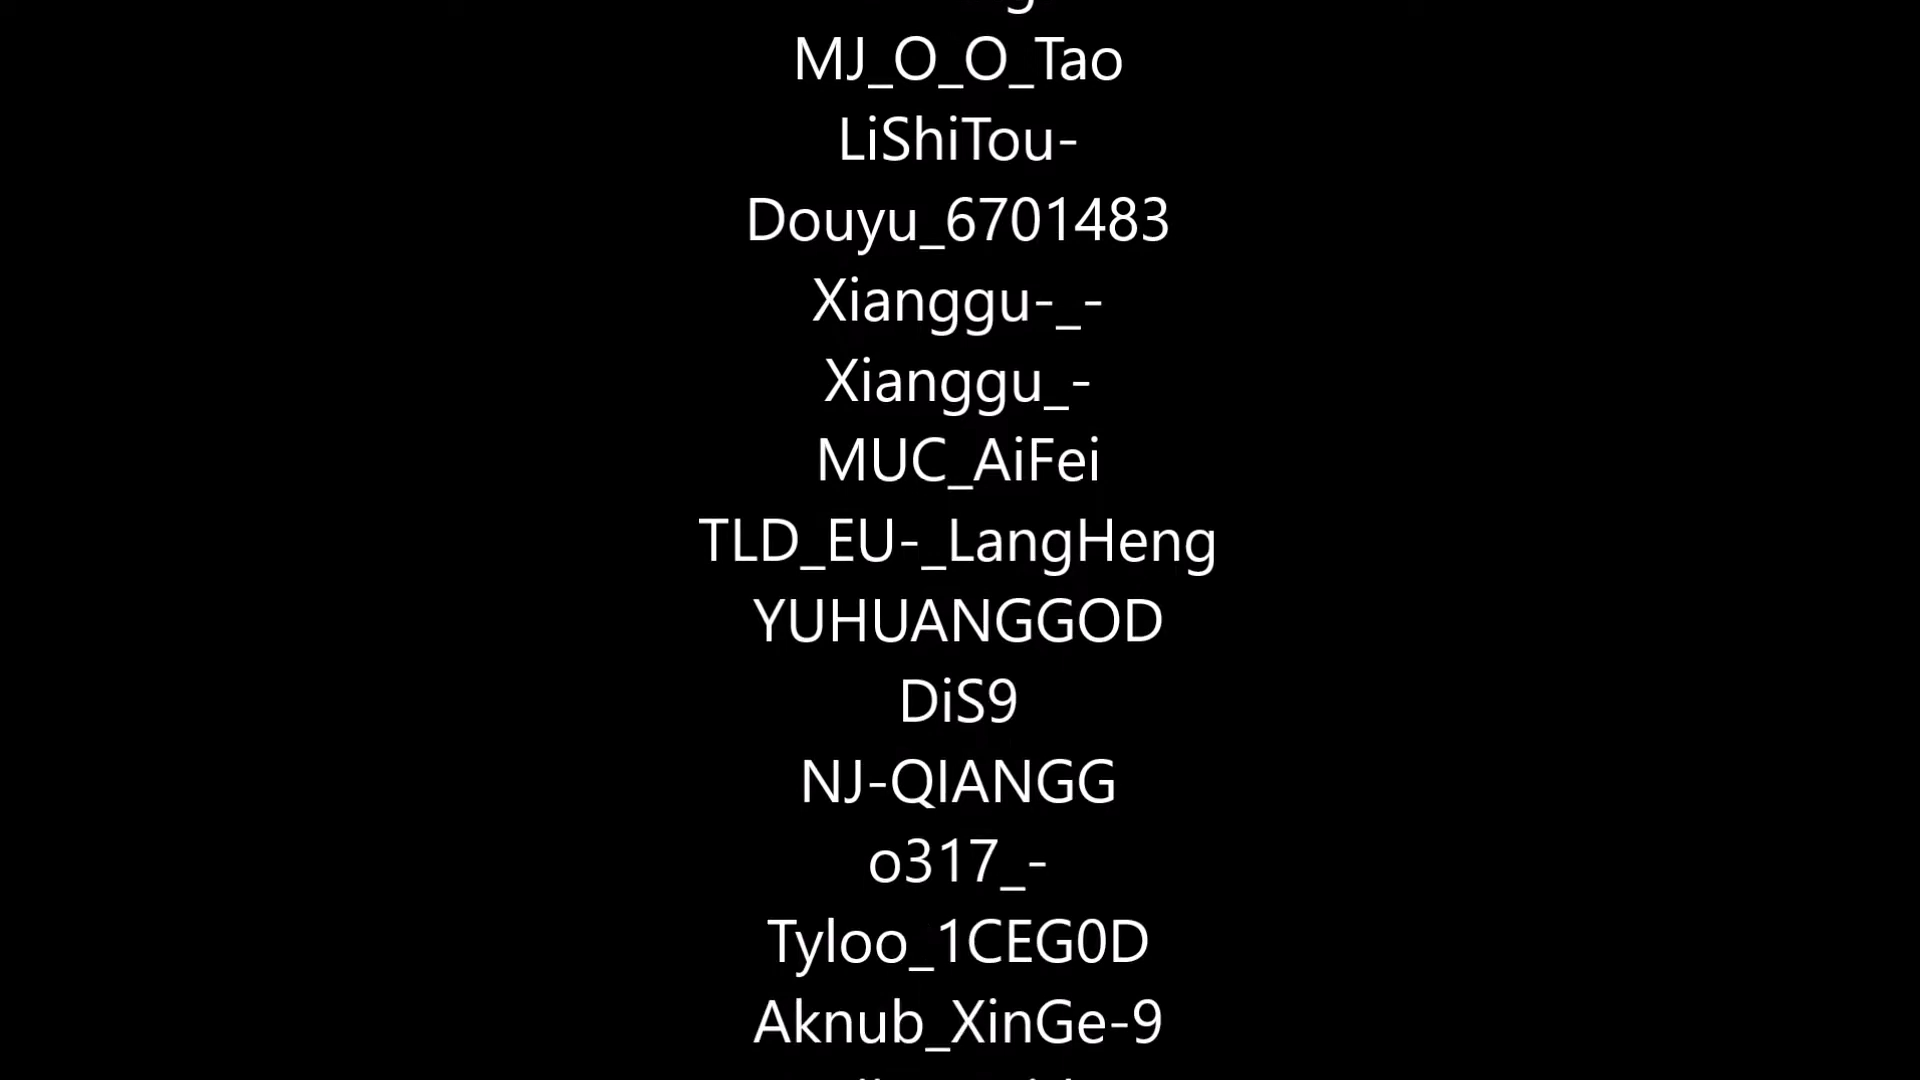 MJ_O_O_Tao
LiShiTou-
Douyu_6701483
Xianggu-_-
Xianggu_-
MUC_AiFei
TLD_EU-_LangHeng
YUHUANGGOD
DiS9
NJ-QIANGG
o317_-
Tyloo_1CEG0D
Aknub_XinGe-9